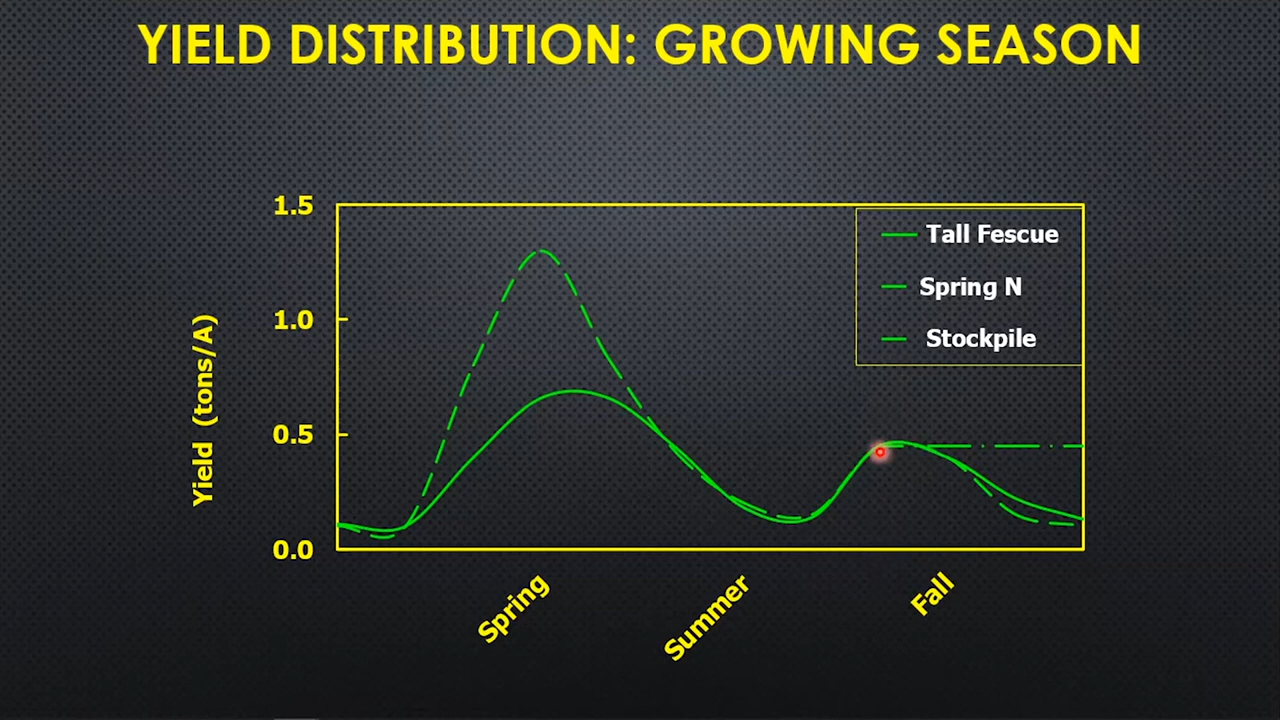 YIELD DISTRIBUTION: GROWING SEASON
1.5
1.0
0.5
0.0
Yield (tons/A)
Tall Fescue
Spring N
Stockpile
Spring
Summer
Fall